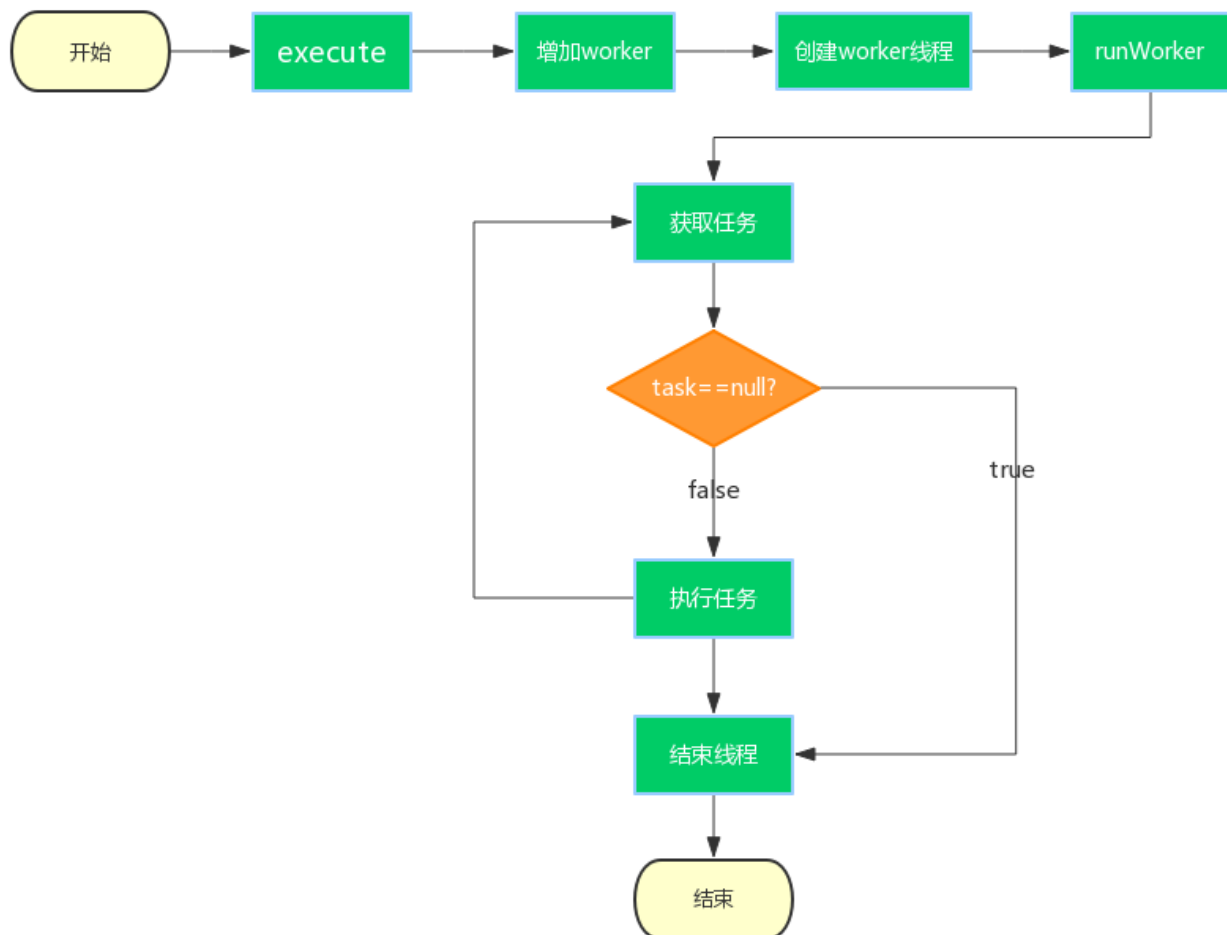 开始
execute
增加worker
创建worker线程
runWorker
获取任务
task==null?
true
false
执行任务
结束线程
结束